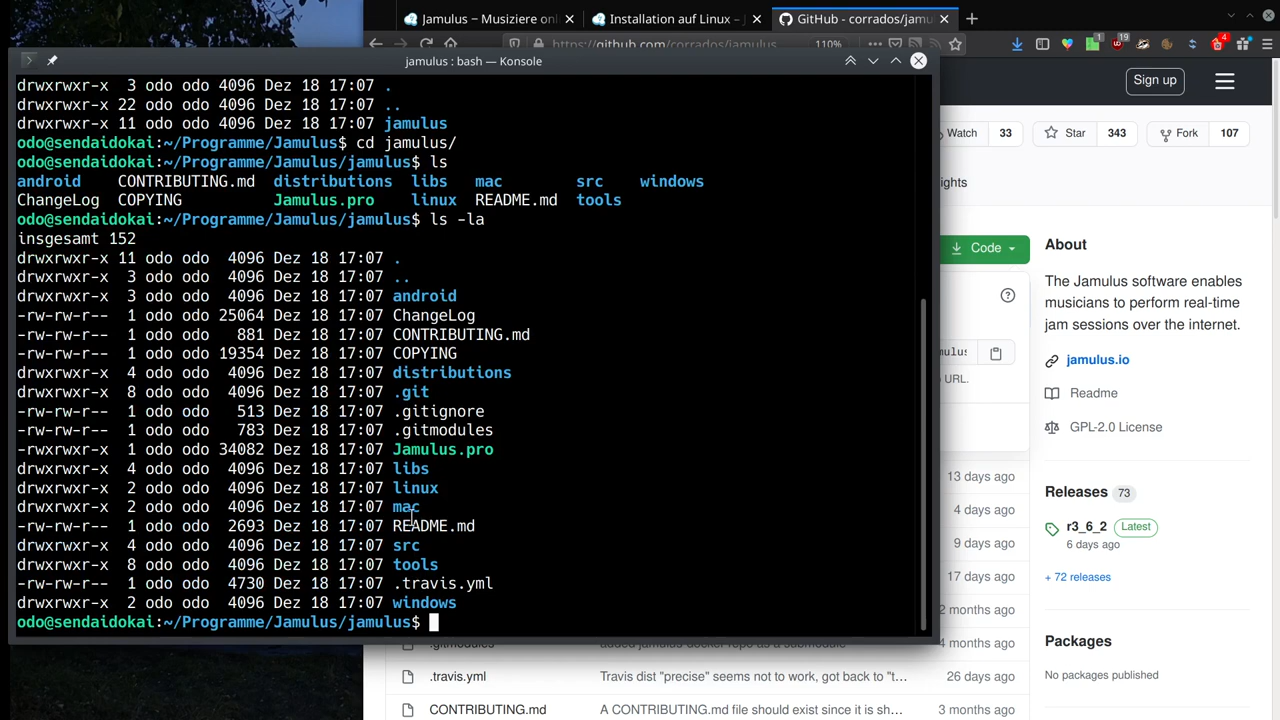 Jamulus – Musiziere onl
Installation auf Linux – J
GitHub - corrados/jamu
https://github.com/corrados/jamulus
110%
19
4
jamulus : bash — Konsole
drwxrwxr-x  3 odo odo 4096 Dez 18 17:07 .
drwxrwxr-x 22 odo odo 4096 Dez 18 17:07 ..
drwxrwxr-x 11 odo odo 4096 Dez 18 17:07 jamulus
odo@sendaidokai:~/Programme/Jamulus$ cd jamulus/
odo@sendaidokai:~/Programme/Jamulus/jamulus$ ls
android CONTRIBUTING.md distributions libs mac src windows
ChangeLog COPYING Jamulus.pro linux README.md tools
odo@sendaidokai:~/Programme/Jamulus/jamulus$ ls -la
insgesamt 152
drwxrwxr-x 11 odo odo  4096 Dez 18 17:07 .
drwxrwxr-x  3 odo odo  4096 Dez 18 17:07 ..
drwxrwxr-x  3 odo odo  4096 Dez 18 17:07 android
-rw-rw-r--  1 odo odo 25064 Dez 18 17:07 ChangeLog
-rw-rw-r--  1 odo odo   881 Dez 18 17:07 CONTRIBUTING.md
-rw-rw-r--  1 odo odo 19354 Dez 18 17:07 COPYING
drwxrwxr-x  4 odo odo  4096 Dez 18 17:07 distributions
drwxrwxr-x  8 odo odo  4096 Dez 18 17:07 .git
-rw-rw-r--  1 odo odo   513 Dez 18 17:07 .gitignore
-rw-rw-r--  1 odo odo   783 Dez 18 17:07 .gitmodules
-rwxrwxr-x  1 odo odo 34082 Dez 18 17:07 Jamulus.pro
drwxrwxr-x  4 odo odo  4096 Dez 18 17:07 libs
drwxrwxr-x  2 odo odo  4096 Dez 18 17:07 linux
drwxrwxr-x  2 odo odo  4096 Dez 18 17:07 mac
-rw-rw-r--  1 odo odo  2693 Dez 18 17:07 README.md
drwxrwxr-x  4 odo odo  4096 Dez 18 17:07 src
drwxrwxr-x  8 odo odo  4096 Dez 18 17:07 tools
-rw-rw-r--  1 odo odo  4730 Dez 18 17:07 .travis.yml
drwxrwxr-x  2 odo odo  4096 Dez 18 17:07 windows
odo@sendaidokai:~/Programme/Jamulus/jamulus$
Sign up
Watch 33 Star 343 Fork 107
ights
Code
mulus
URL.
13 days ago
4 days ago
9 days ago
17 days ago
2 months ago
.gitmodules added jamulus docker repo as a submodule 4 months ago
.travis.yml Travis dist "precise" seems not to work, got back to "t... 26 days ago
CONTRIBUTING.md A CONTRIBUTING.md file should exist since it is sh... 3 months ago
About
The Jamulus software enables
musicians to perform real-time
jam sessions over the internet.
jamulus.io
Readme
GPL-2.0 License
Releases 73
r3_6_2 Latest
6 days ago
+ 72 releases
Packages
No packages published